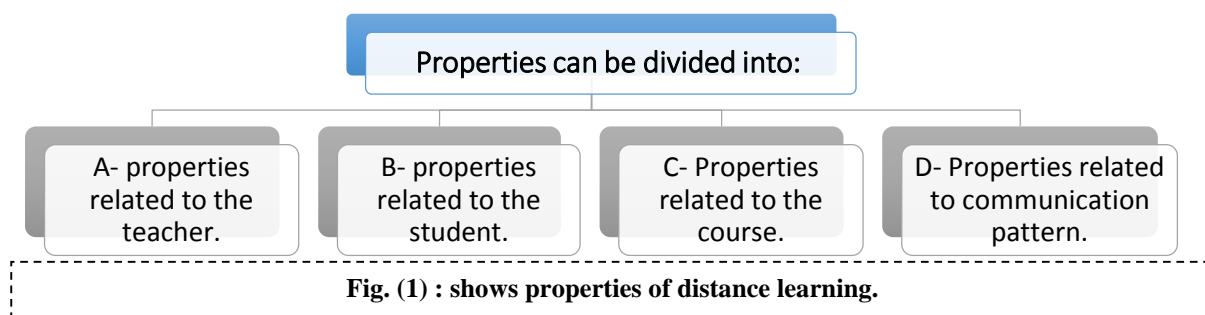 Properties can be divided into:
A- properties
related to the
teacher.
B- properties
related to the
student.
C- Properties
related to the
course.
D- Properties related
to communication
pattern.
Fig. (1) : shows properties of distance learning.